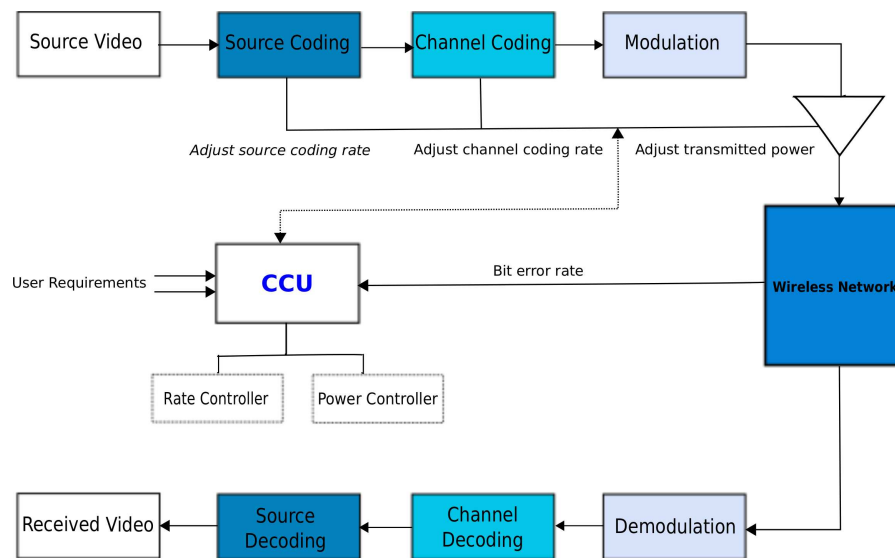 Source Video
Source Coding
Channel Coding
Modulation
Adjust source coding rate
Adjust channel coding rate
Adjust transmitted power
User Requirements
CCU
Bit error rate
Wireless Network
Rate Controller
Power Controller
Received Video
Source
Decoding
Channel
Decoding
Demodulation